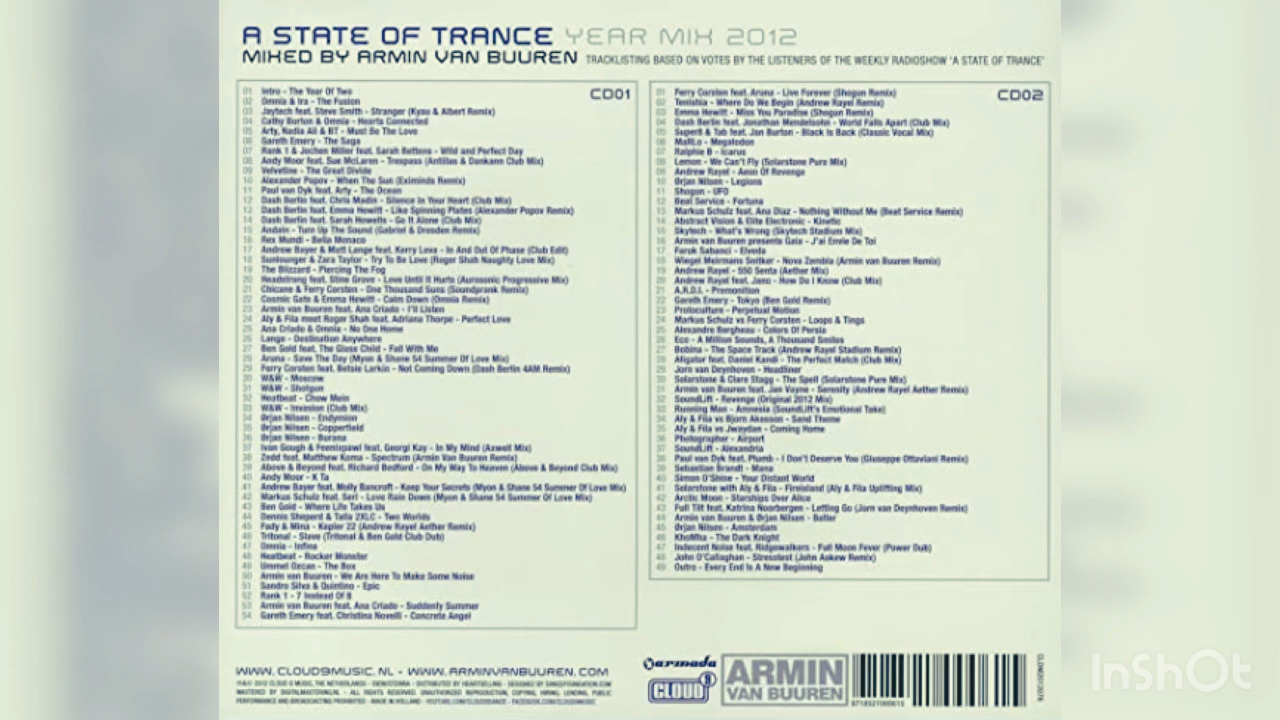 A STATE OF TRANCE YEAR MIX 2012
MIXED BY ARMIN VAN BUUREN TRACKLISTING BASED ON VOTES BY THE LISTENERS OF THE WEEKLY RADIOSHOW 'A STATE OF TRANCE'
CD01
01 Intro - The Year Of Two
02 Omnia & Ira - The Fusion
03 Jaytech feat. Steve Smith - Stranger (Kyau & Albert Remix)
04 Cathy Burton & Omnia - Hearts Connected
05 Arty, Nadia Ali & BT - Must Be The Love
06 Gareth Emery - The Saga
07 Rank 1 & Jochen Miller feat. Sarah Bettens - Wild and Perfect Day
08 Andy Moor feat. Sue McLaren - Trespass (Antillas & Dankann Club Mix)
09 Velvetine - The Great Divide
10 Alexander Popov - When The Sun (Eximinds Remix)
11 Paul van Dyk feat. Arty - The Ocean
12 Dash Berlin feat. Chris Madin - Silence In Your Heart (Club Mix)
13 Dash Berlin feat. Emma Hewitt - Like Spinning Plates (Alexander Popov Remix)
14 Dash Berlin feat. Sarah Howells - Go It Alone (Club Mix)
15 Andain - Turn Up The Sound (Gabriel & Dresden Remix)
16 Rex Mundi - Bella Monaco
17 Andrew Bayer & Matt Lange feat. Kerry Leva - In And Out Of Phase (Club Edit)
18 Sunlounger & Zara Taylor - Try To Be Love (Roger Shah Naughty Love Mix)
19 The Blizzard - Piercing The Fog
20 Headstrong feat. Stine Grove - Love Until It Hurts (Aurosonic Progressive Mix)
21 Chicane & Ferry Corsten - One Thousand Suns (Soundprank Remix)
22 Cosmic Gate & Emma Hewitt - Calm Down (Omnia Remix)
23 Armin van Buuren feat. Ana Criado - I'll Listen
24 Aly & Fila meet Roger Shah feat. Adriana Thorpe - Perfect Love
25 Ana Criado & Omnia - No One Home
26 Lange - Destination Anywhere
27 Ben Gold feat. The Glass Child - Fall With Me
28 Aruna - Save The Day (Myon & Shane 54 Summer Of Love Mix)
29 Ferry Corsten feat. Betsie Larkin - Not Coming Down (Dash Berlin 4AM Remix)
30 W&W - Moscow
31 W&W - Shotgun
32 Heatbeat - Chow Mein
33 W&W - Invasion (Club Mix)
34 Ørjan Nilsen - Endymion
35 Ørjan Nilsen - Copperfield
36 Ørjan Nilsen - Burana
37 Ivan Gough & Feenixpawl feat. Georgi Kay - In My Mind (Axwell Mix)
38 Zedd feat. Matthew Koma - Spectrum (Armin Van Buuren Remix)
39 Above & Beyond feat. Richard Bedford - On My Way To Heaven (Above & Beyond Club Mix)
40 Andy Moor - K Ta
41 Andrew Bayer feat. Molly Bancroft - Keep Your Secrets (Myon & Shane 54 Summer Of Love Mix)
42 Markus Schulz feat. Seri - Love Rain Down (Myon & Shane 54 Summer Of Love Mix)
43 Ben Gold - Where Life Takes Us
44 Dennis Sheperd & Talla 2XLC - Two Worlds
45 Fady & Mina - Kepler 22 (Andrew Rayel Aether Remix)
46 Tritonal - Slave (Tritonal & Ben Gold Club Dub)
47 Omnia - Infina
48 Heatbeat - Rocker Monster
49 Ummet Ozcan - The Box
50 Armin van Buuren - We Are Here To Make Some Noise
51 Sandro Silva & Quintino - Epic
52 Rank 1 - 7 Instead Of 8
53 Armin van Buuren feat. Ana Criado - Suddenly Summer
54 Gareth Emery feat. Christina Novelli - Concrete Angel
CD02
01 Ferry Corsten feat. Aruna - Live Forever (Shogun Remix)
02 Tenishia - Where Do We Begin (Andrew Rayel Remix)
03 Emma Hewitt - Miss You Paradise (Shogun Remix)
04 Dash Berlin feat. Jonathan Mendelsohn - World Falls Apart (Club Mix)
05 Super8 & Tab feat. Jan Burton - Black Is Back (Classic Vocal Mix)
06 MaRLo - Megalodon
07 Ralphie B - Icarus
08 Lemon - We Can't Fly (Solarstone Pure Mix)
09 Andrew Rayel - Aeon Of Revenge
10 Ørjan Nilsen - Legions
11 Shogun - UFO
12 Beat Service - Fortuna
13 Markus Schulz feat. Ana Diaz - Nothing Without Me (Beat Service Remix)
14 Abstract Vision & Elite Electronic - Kinetic
15 Skytech - What's Wrong (Skytech Stadium Mix)
16 Armin van Buuren presents Gaia - J'ai Envie De Toi
17 Faruk Sabanci - Elveda
18 Wiegel Meirmans Snitker - Nova Zembla (Armin van Buuren Remix)
19 Andrew Rayel - 550 Senta (Aether Mix)
20 Andrew Rayel feat. Jano - How Do I Know (Club Mix)
21 A.R.D.I. - Premonition
22 Gareth Emery - Tokyo (Ben Gold Remix)
23 Protoculture - Perpetual Motion
24 Markus Schulz vs Ferry Corsten - Loops & Tings
25 Alexandre Bergheau - Colors Of Persia
26 Eco - A Million Sounds, A Thousand Smiles
27 Bobina - The Space Track (Andrew Rayel Stadium Remix)
28 Aligator feat. Daniel Kandi - The Perfect Match (Club Mix)
29 Jorn van Deynhoven - Headliner
30 Solarstone & Clare Stagg - The Spell (Solarstone Pure Mix)
31 Armin van Buuren feat. Jan Vayne - Serenity (Andrew Rayel Aether Remix)
32 SoundLift - Revenge (Original 2012 Mix)
33 Running Man - Amnesia (SoundLift's Emotional Take)
34 Aly & Fila vs Bjorn Akesson - Sand Theme
35 Aly & Fila vs Jwaydan - Coming Home
36 Photographer - Airport
37 SoundLift - Alexandria
38 Paul van Dyk feat. Plumb - I Don't Deserve You (Giuseppe Ottaviani Remix)
39 Sebastian Brandt - Mana
40 Simon O'Shine - Your Distant World
41 Solarstone with Aly & Fila - Fireisland (Aly & Fila Uplifting Mix)
42 Arctic Moon - Starships Over Alice
43 Full Tilt feat. Katrina Noorbergen - Letting Go (Jorn van Deynhoven Remix)
44 Armin van Buuren & Ørjan Nilsen - Belter
45 Ørjan Nilsen - Amsterdam
46 KhoMha - The Dark Knight
47 Indecent Noise feat. Ridgewalkers - Full Moon Fever (Power Dub)
48 John O'Callaghan - Stresstest (John Askew Remix)
49 Outro - Every End Is A New Beginning
WWW.CLOUD9MUSIC.NL - WWW.ARMINVANBUUREN.COM
MASTERED BY DIGITALMASTERING.NL - ALL RIGHTS RESERVED. UNAUTHORIZED REPRODUCTION, COPYING, HIRING, LENDING, PUBLIC
PERFORMANCE AND BROADCASTING PROHIBITED - MADE IN HOLLAND - YOUTUBE.COM/CLOUD9DANCE - FACEBOOK.COM/CLOUD9MUSIC
armada
CLOUD 9
ARMIN
VAN BUUREN
InShOt